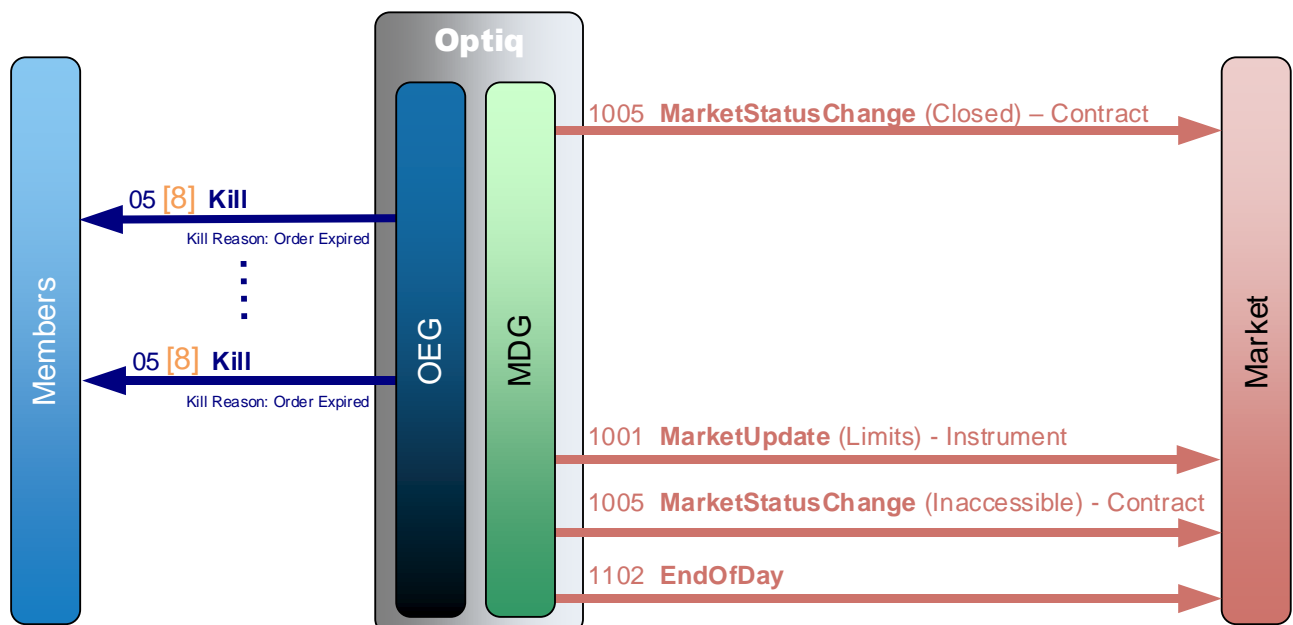 Optiq
1005 MarketStatusChange (Closed) – Contract
05 [8] Kill
Kill Reason: Order Expired
05 [8] Kill
Kill Reason: Order Expired
Members
OEG
MDG
Market
1001 MarketUpdate (Limits) - Instrument
1005 MarketStatusChange (Inaccessible) - Contract
1102 EndOfDay